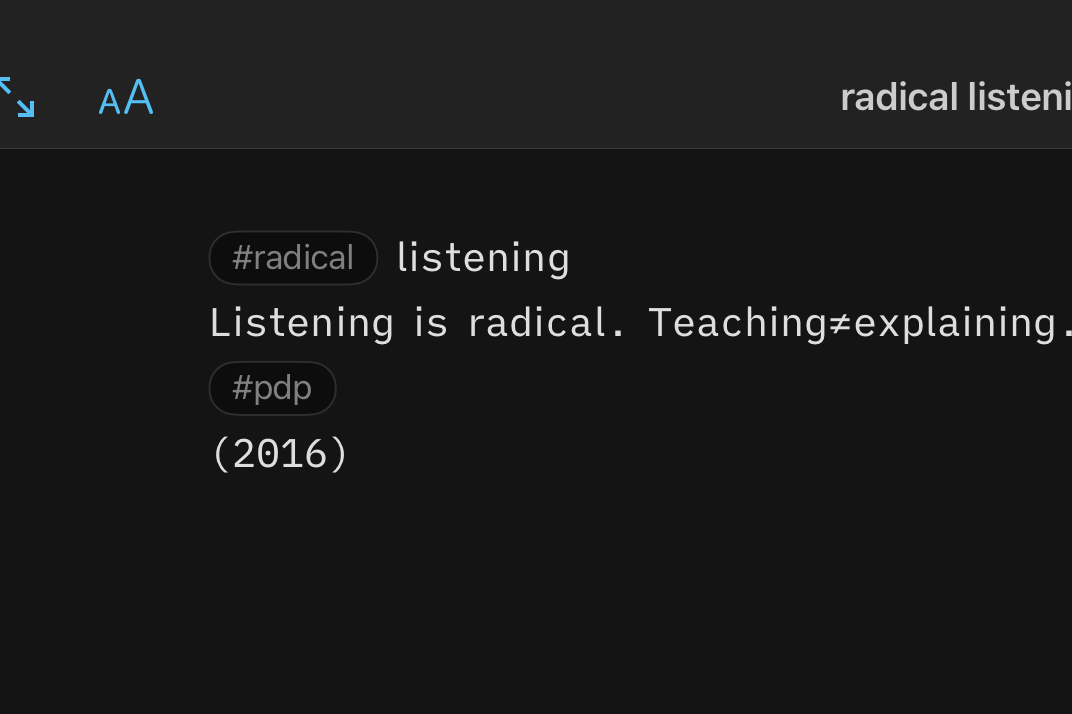 AA
radical listeni
#radical listening
Listening is radical. Teaching≠explaining.
#pdp
(2016)